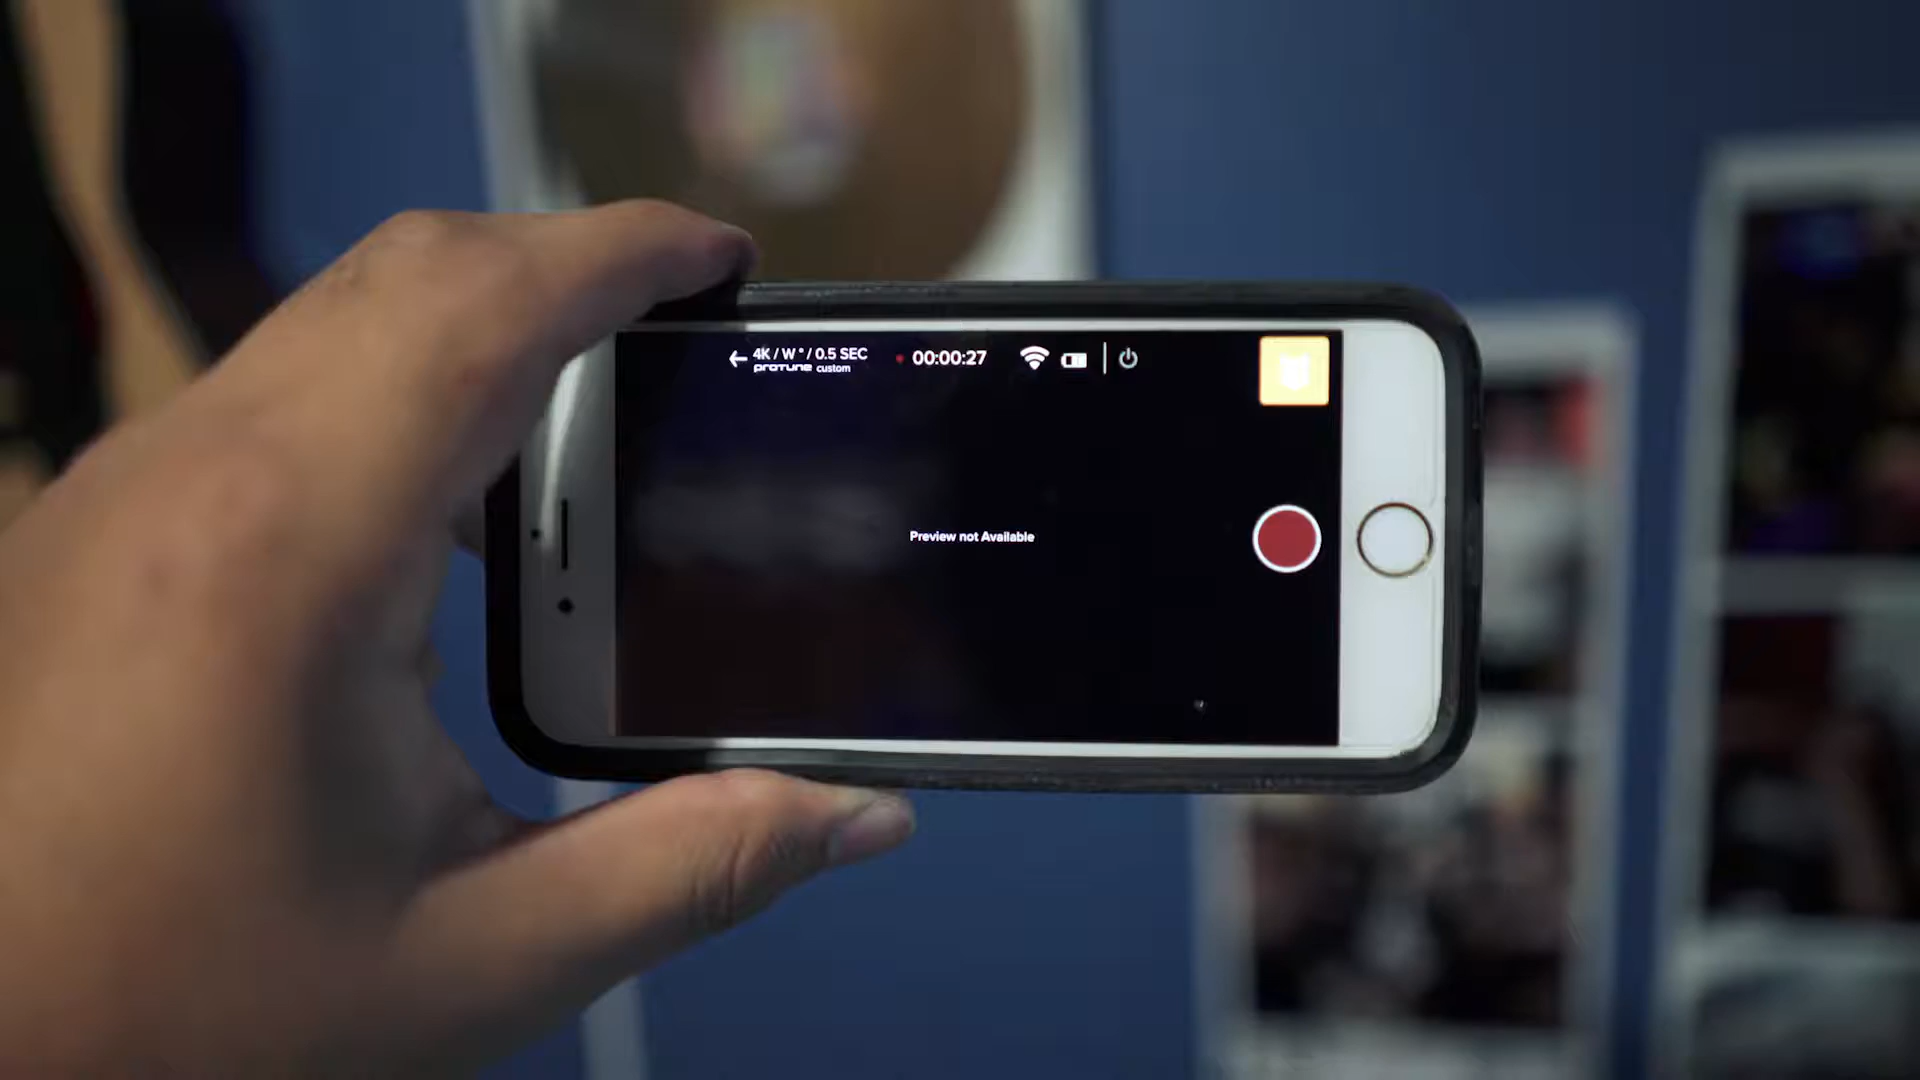 4K / W° / 0.5 SEC
PROTUNE custom
00:00:27
Preview not Available